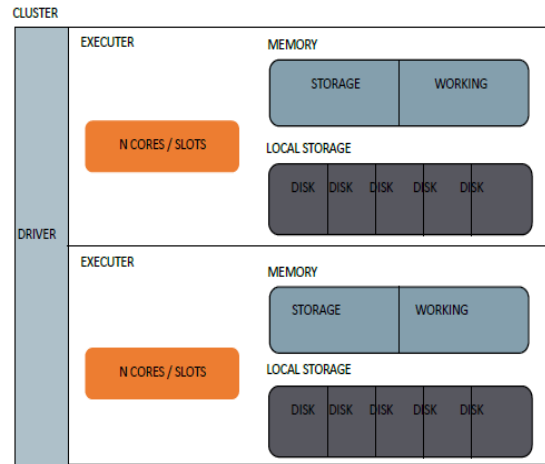 CLUSTER
EXECUTER
MEMORY
STORAGE WORKING
N CORES / SLOTS
LOCAL STORAGE
DISK DISK DISK DISK DISK
DRIVER
EXECUTER
MEMORY
STORAGE WORKING
N CORES / SLOTS
LOCAL STORAGE
DISK DISK DISK DISK DISK